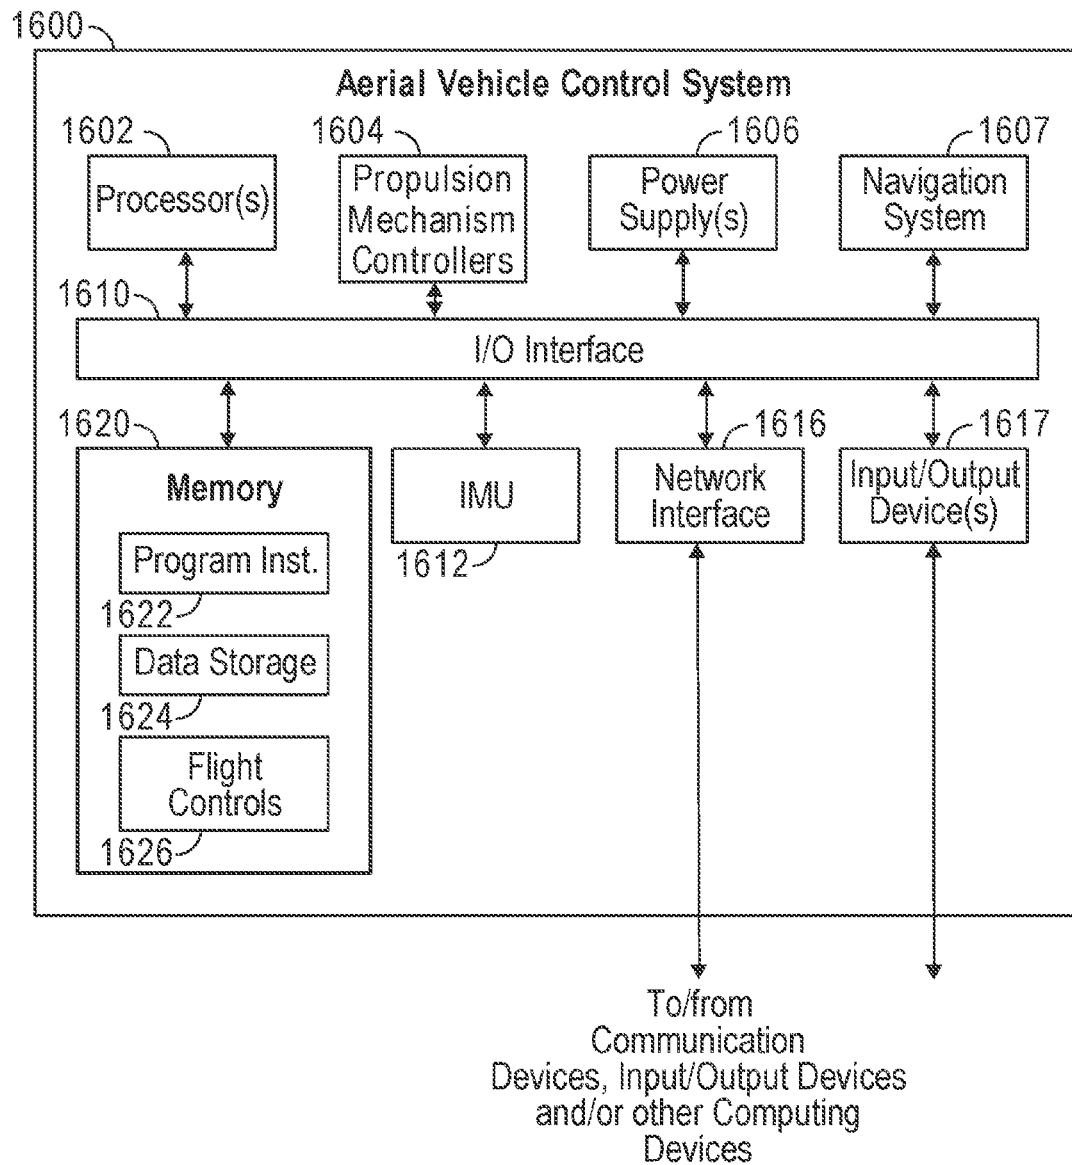 1600
Aerial Vehicle Control System
1602
1604
1606
1607
Processor(s)
Propulsion
Mechanism
Controllers
Power
Supply(s)
Navigation
System
1610
I/O Interface
1620
1616
1617
Memory
IMU
Network
Interface
Input/Output
Device(s)
1612
Program Inst.
1622
Data Storage
1624
Flight
Controls
1626
To/from
Communication
Devices, Input/Output Devices
and/or other Computing
Devices